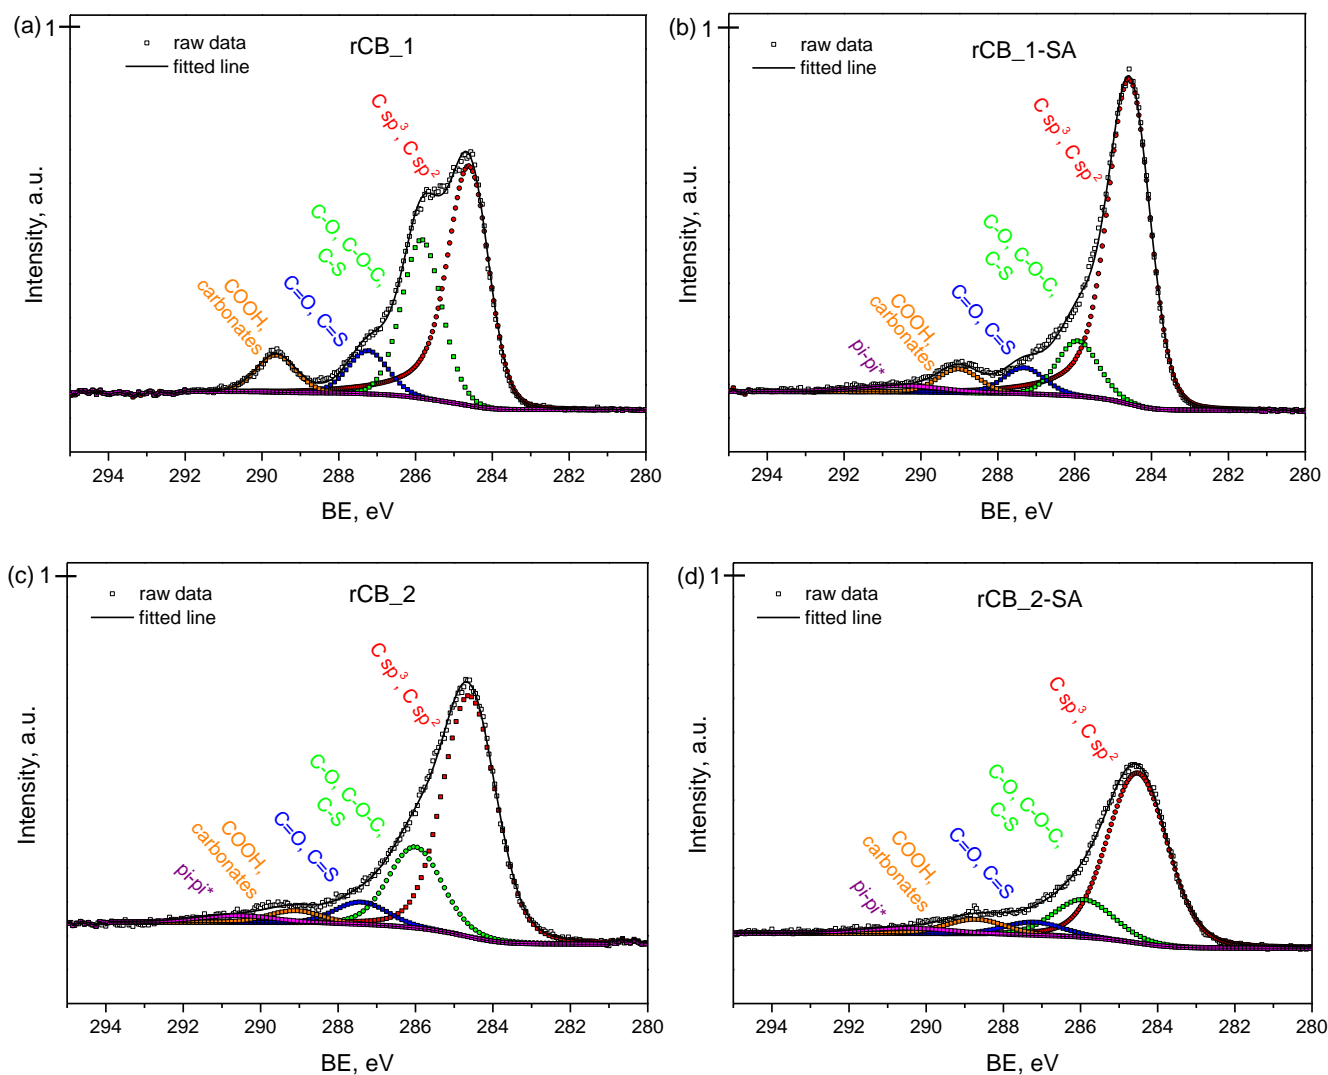 (a)
1
raw data
fitted line
rCB_1
C sp³, C sp²
C-O, C-O-C,
C-S
C=O, C=S
COOH,
carbonates
Intensity, a.u.
294 292 290 288 286 284 282 280
BE, eV
(b)
1
raw data
fitted line
rCB_1-SA
C sp³, C sp²
C-O, C-O-C,
C-S
C=O, C=S
COOH,
carbonates
pi-pi*
Intensity, a.u.
294 292 290 288 286 284 282 280
BE, eV
(c)
1
raw data
fitted line
rCB_2
C sp³, C sp²
C-O, C-O-C,
C-S
C=O, C=S
COOH,
carbonates
pi-pi*
Intensity, a.u.
294 292 290 288 286 284 282 280
BE, eV
(d)
1
raw data
fitted line
rCB_2-SA
C sp³, C sp²
C-O, C-O-C,
C-S
C=O, C=S
COOH,
carbonates
pi-pi*
Intensity, a.u.
294 292 290 288 286 284 282 280
BE, eV